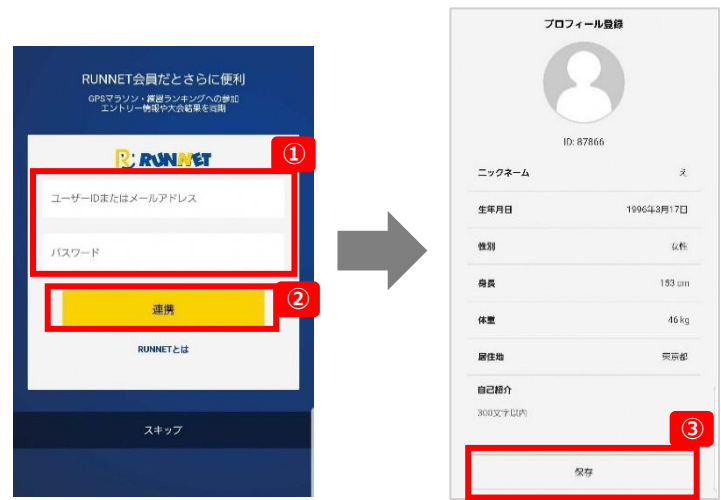 RUNNET会員だとさらに便利
GPSマラソン・練習ランキングへの参加
エントリー情報や大会結果を同期
RUNNET
①
ユーザーIDまたはメールアドレス
パスワード
②
連携
RUNNETとは
スキップ
プロフィール登録
ID: 87866
ニックネーム え
生年月日 1996年3月17日
性別 女性
身長 153 cm
体重 46 kg
居住地 東京都
自己紹介
300文字以内
③
保存